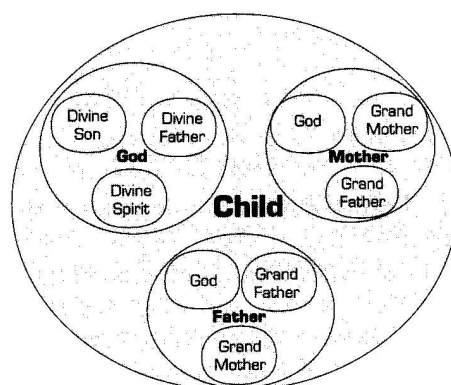 Divine
Son
Divine
Father
God
Divine
Spirit
God
Grand
Mother
Mother
Grand
Father
Child
God
Grand
Father
Father
Grand
Mother